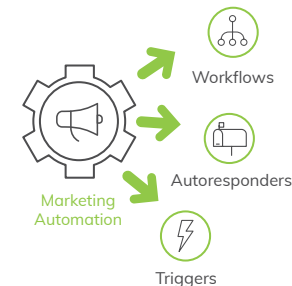 Workflows
Autoresponders
Marketing
Automation
Triggers